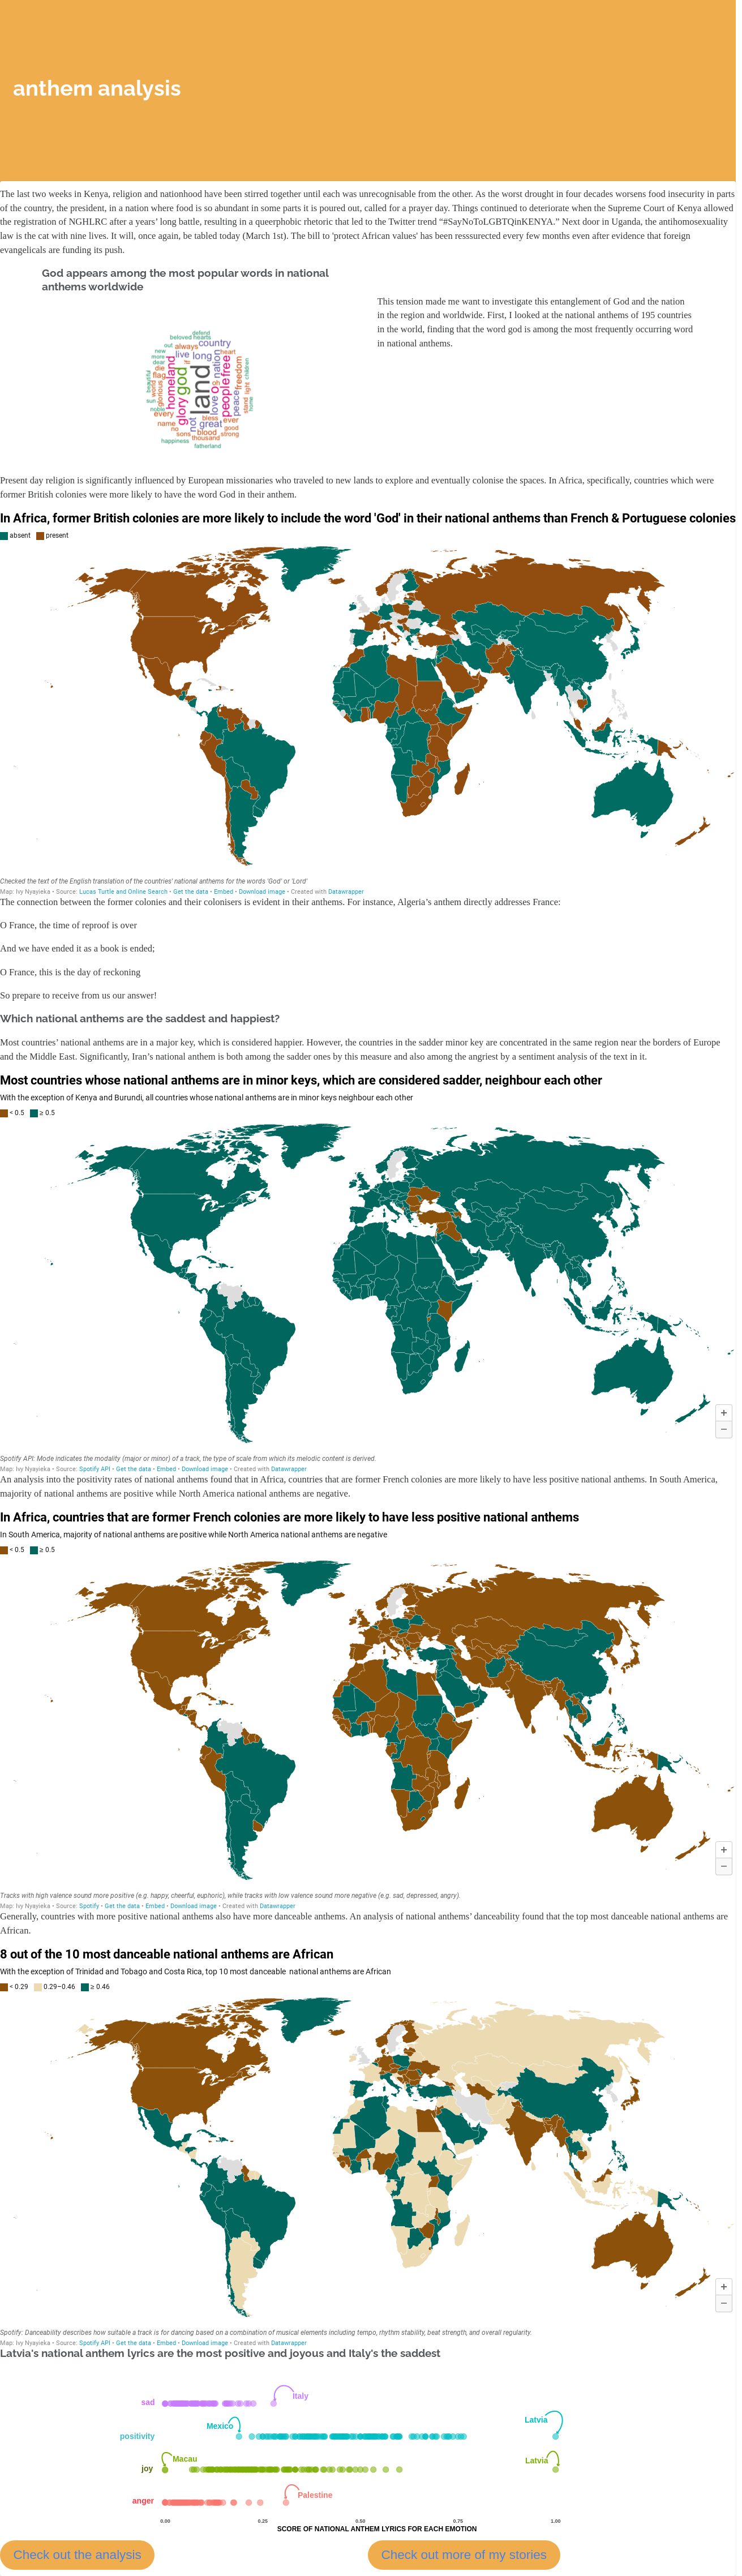 anthem analysis
The last two weeks in Kenya, religion and nationhood have been stirred together until each was unrecognisable from the other. As the worst drought in four decades worsens food insecurity in parts
of the country, the president, in a nation where food is so abundant in some parts it is poured out, called for a prayer day. Things continued to deteriorate when the Supreme Court of Kenya allowed
the registration of NGHLRC after a years’ long battle, resulting in a queerphobic rhetoric that led to the Twitter trend “#SayNoToLGBTQinKENYA.” Next door in Uganda, the antihomosexuality
law is the cat with nine lives. It will, once again, be tabled today (March 1st). The bill to 'protect African values' has been resssurected every few months even after evidence that foreign
evangelicals are funding its push.
God appears among the most popular words in national
anthems worldwide
defend
beloved hearts
out always country
new
more
dear
die
flag
live long
heart
he
beautiful
world
glorious
homeland
god
glory
land
oh
nation
love
people
free
peace
freedom
children
light
stand
home
sun
noble
every
not
bless
ever
name
great
good
no
blood
strong
sons
thousand
happiness
fatherland
This tension made me want to investigate this entanglement of God and the nation
in the region and worldwide. First, I looked at the national anthems of 195 countries
in the world, finding that the word god is among the most frequently occurring word
in national anthems.
Present day religion is significantly influenced by European missionaries who traveled to new lands to explore and eventually colonise the spaces. In Africa, specifically, countries which were
former British colonies were more likely to have the word God in their anthem.
In Africa, former British colonies are more likely to include the word 'God' in their national anthems than French & Portuguese colonies
absent present
Checked the text of the English translation of the countries' national anthems for the words 'God' or 'Lord'
Map: Ivy Nyayieka • Source: Lucas Turtle and Online Search • Get the data • Embed • Download image • Created with Datawrapper
The connection between the former colonies and their colonisers is evident in their anthems. For instance, Algeria’s anthem directly addresses France:
O France, the time of reproof is over
And we have ended it as a book is ended;
O France, this is the day of reckoning
So prepare to receive from us our answer!
Which national anthems are the saddest and happiest?
Most countries’ national anthems are in a major key, which is considered happier. However, the countries in the sadder minor key are concentrated in the same region near the borders of Europe
and the Middle East. Significantly, Iran’s national anthem is both among the sadder ones by this measure and also among the angriest by a sentiment analysis of the text in it.
Most countries whose national anthems are in minor keys, which are considered sadder, neighbour each other
With the exception of Kenya and Burundi, all countries whose national anthems are in minor keys neighbour each other
< 0.5 ≥ 0.5
+
−
Spotify API: Mode indicates the modality (major or minor) of a track, the type of scale from which its melodic content is derived.
Map: Ivy Nyayieka • Source: Spotify API • Get the data • Embed • Download image • Created with Datawrapper
An analysis into the positivity rates of national anthems found that in Africa, countries that are former French colonies are more likely to have less positive national anthems. In South America,
majority of national anthems are positive while North America national anthems are negative.
In Africa, countries that are former French colonies are more likely to have less positive national anthems
In South America, majority of national anthems are positive while North America national anthems are negative
< 0.5 ≥ 0.5
+
−
Tracks with high valence sound more positive (e.g. happy, cheerful, euphoric), while tracks with low valence sound more negative (e.g. sad, depressed, angry).
Map: Ivy Nyayieka • Source: Spotify • Get the data • Embed • Download image • Created with Datawrapper
Generally, countries with more positive national anthems also have more danceable anthems. An analysis of national anthems’ danceability found that the top most danceable national anthems are
African.
8 out of the 10 most danceable national anthems are African
With the exception of Trinidad and Tobago and Costa Rica, top 10 most danceable national anthems are African
< 0.29 0.29–0.46 ≥ 0.46
+
−
Spotify: Danceability describes how suitable a track is for dancing based on a combination of musical elements including tempo, rhythm stability, beat strength, and overall regularity.
Map: Ivy Nyayieka • Source: Spotify API • Get the data • Embed • Download image • Created with Datawrapper
Latvia's national anthem lyrics are the most positive and joyous and Italy's the saddest
sad
Italy
Mexico
Latvia
positivity
Macau
Latvia
joy
Palestine
anger
0.00 0.25 0.50 0.75 1.00
SCORE OF NATIONAL ANTHEM LYRICS FOR EACH EMOTION
Check out the analysis
Check out more of my stories